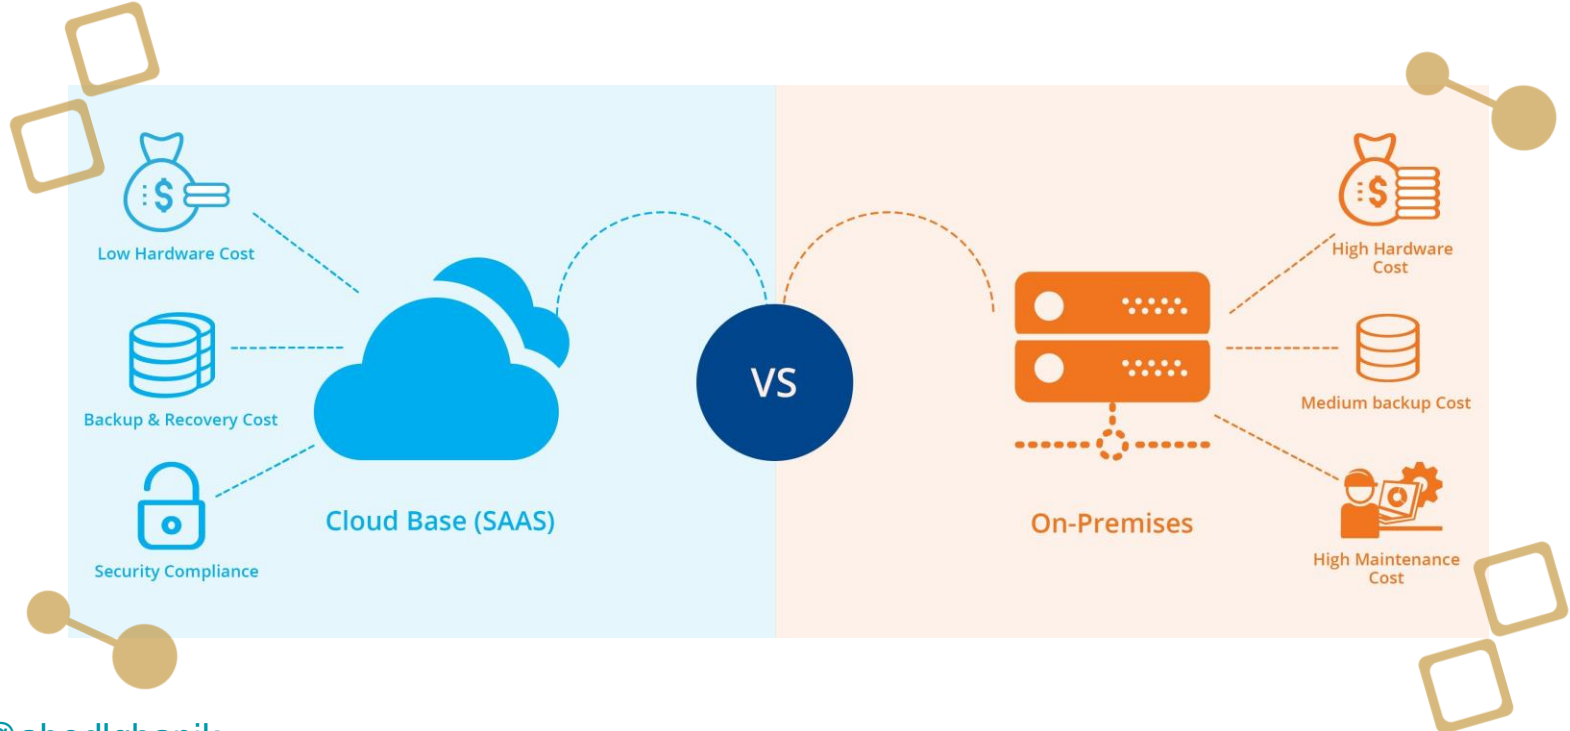 Low Hardware Cost
Backup & Recovery Cost
Security Compliance
Cloud Base (SAAS)
VS
On-Premises
High Hardware
Cost
Medium backup Cost
High Maintenance
Cost